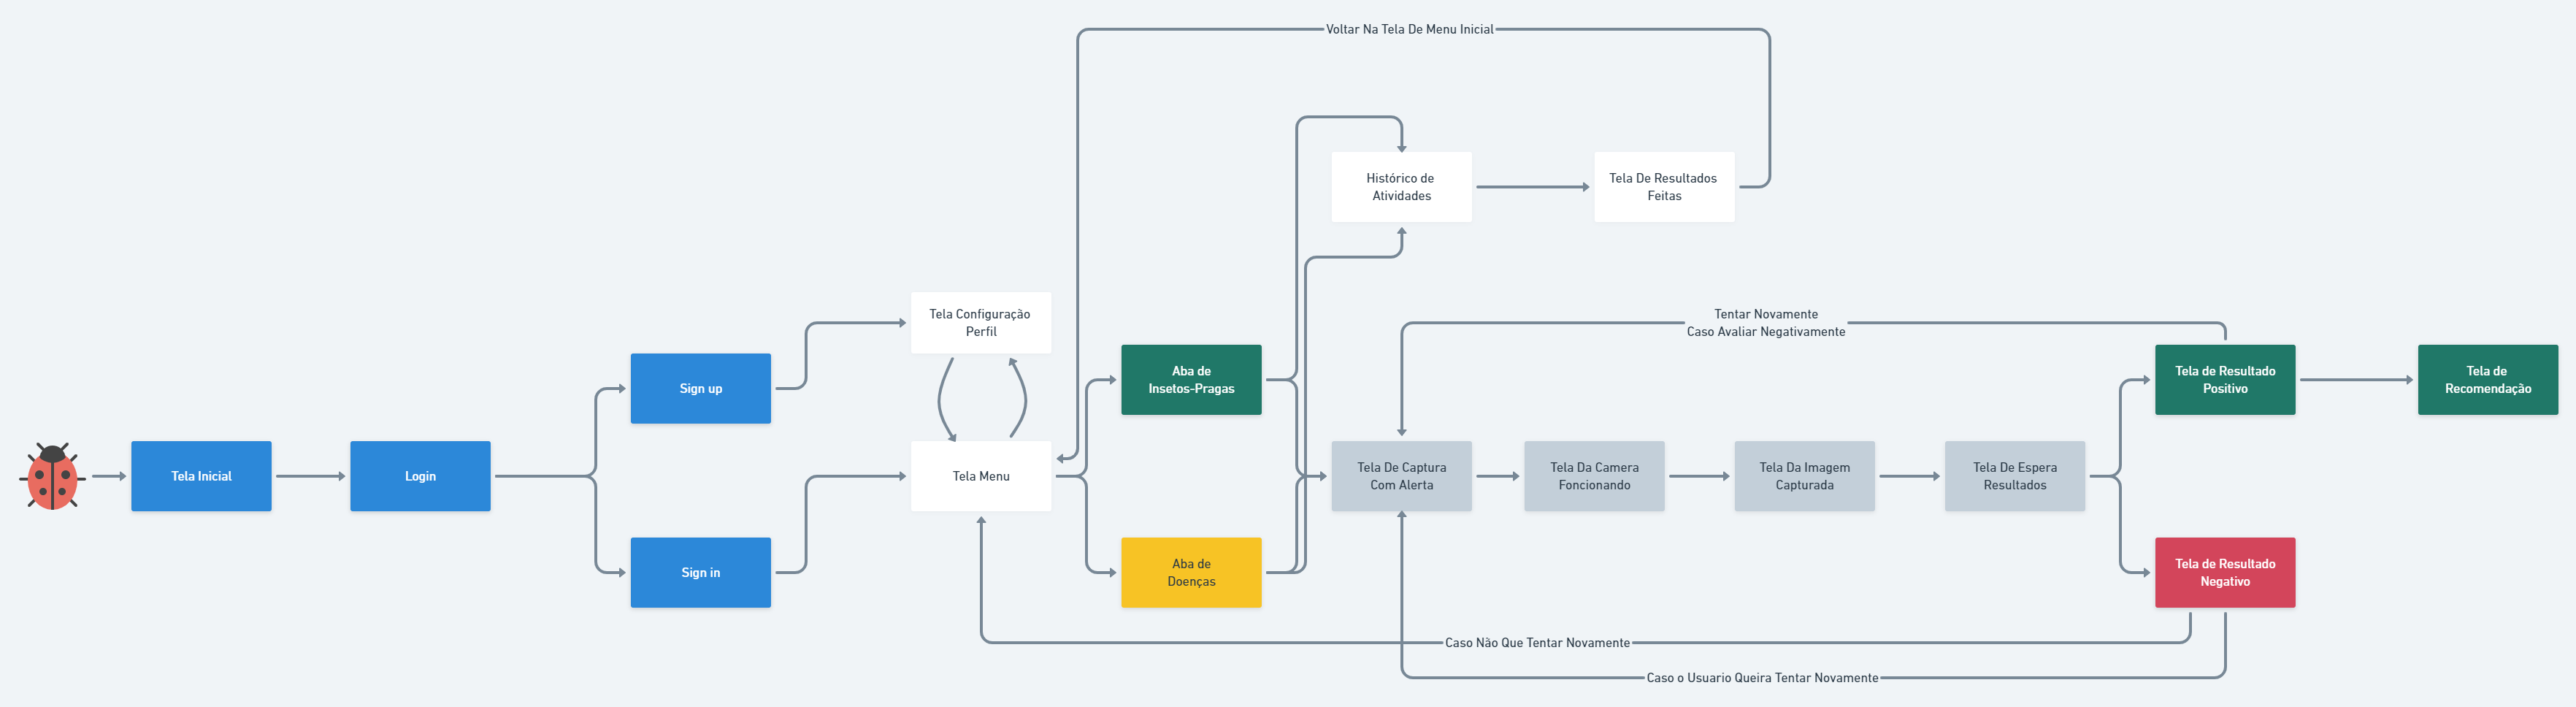 Voltar Na Tela De Menu Inicial
Histórico de
Atividades
Tela De Resultados
Feitas
Tela Configuração
Perfil
Tentar Novamente
Caso Avaliar Negativamente
Sign up
Aba de
Insetos-Pragas
Tela de Resultado
Positivo
Tela de
Recomendação
Tela Inicial
Login
Tela Menu
Tela De Captura
Com Alerta
Tela Da Camera
Foncionando
Tela Da Imagem
Capturada
Tela De Espera
Resultados
Sign in
Aba de
Doenças
Tela de Resultado
Negativo
Caso Não Que Tentar Novamente
Caso o Usuario Queira Tentar Novamente